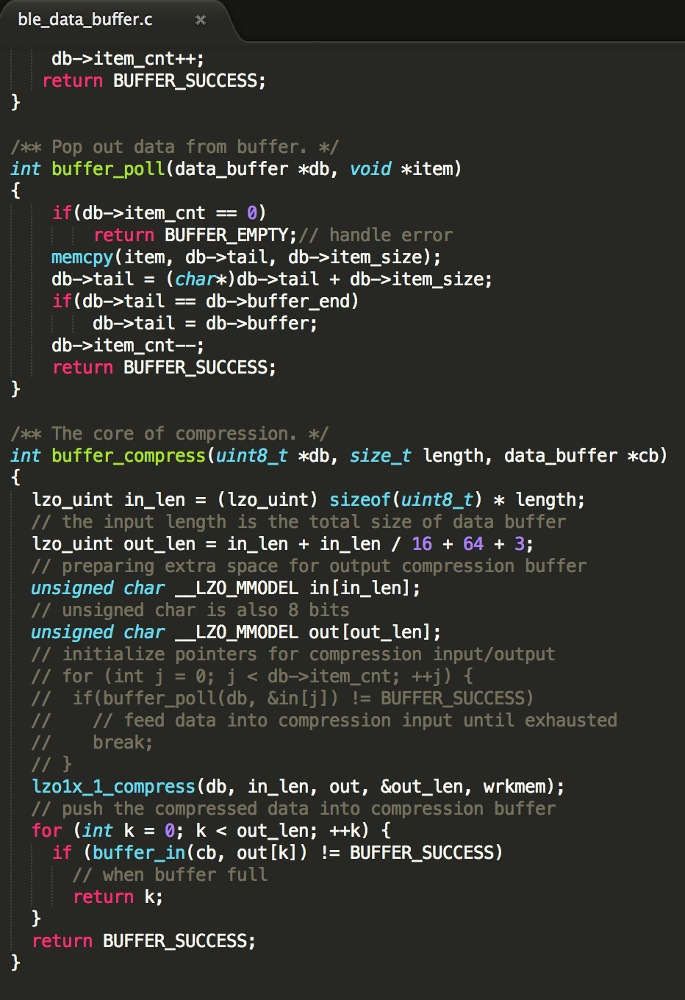 ble_data_buffer.c ×
    db->item_cnt++;
   return BUFFER_SUCCESS;
}
/** Pop out data from buffer. */
int buffer_poll(data_buffer *db, void *item)
{
    if(db->item_cnt == 0)
        return BUFFER_EMPTY;// handle error
    memcpy(item, db->tail, db->item_size);
    db->tail = (char*)db->tail + db->item_size;
    if(db->tail == db->buffer_end)
        db->tail = db->buffer;
    db->item_cnt--;
    return BUFFER_SUCCESS;
}
/** The core of compression. */
int buffer_compress(uint8_t *db, size_t length, data_buffer *cb)
{
  lzo_uint in_len = (lzo_uint) sizeof(uint8_t) * length;
  // the input length is the total size of data buffer
  lzo_uint out_len = in_len + in_len / 16 + 64 + 3;
  // preparing extra space for output compression buffer
  unsigned char __LZO_MMODEL in[in_len];
  // unsigned char is also 8 bits
  unsigned char __LZO_MMODEL out[out_len];
  // initialize pointers for compression input/output
  // for (int j = 0; j < db->item_cnt; ++j) {
  //  if(buffer_poll(db, &in[j]) != BUFFER_SUCCESS)
  //    // feed data into compression input until exhausted
  //    break;
  // }
  lzo1x_1_compress(db, in_len, out, &out_len, wrkmem);
  // push the compressed data into compression buffer
  for (int k = 0; k < out_len; ++k) {
    if (buffer_in(cb, out[k]) != BUFFER_SUCCESS)
      // when buffer full
      return k;
  }
  return BUFFER_SUCCESS;
}